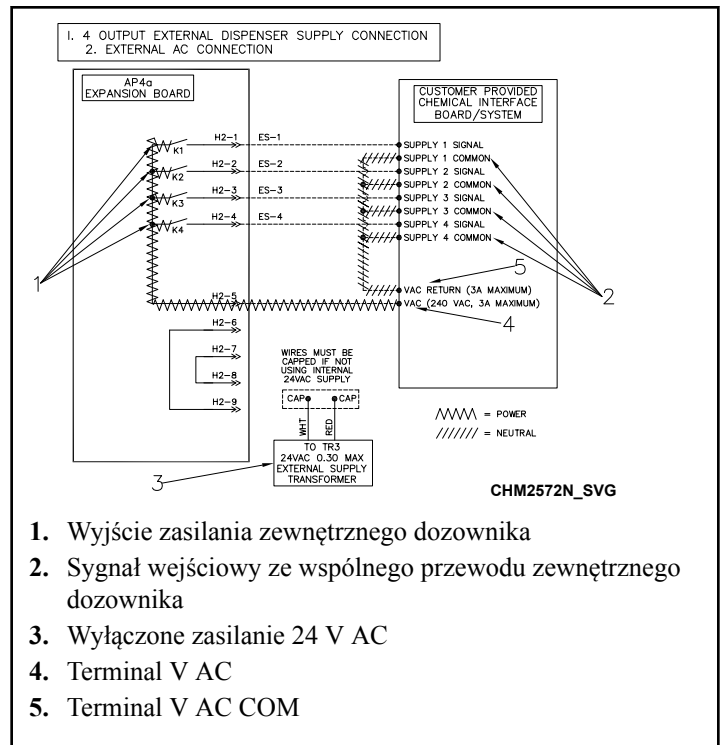 I. 4 OUTPUT EXTERNAL DISPENSER SUPPLY CONNECTION
2. EXTERNAL AC CONNECTION
AP4a
EXPANSION BOARD
CUSTOMER PROVIDED
CHEMICAL INTERFACE
BOARD/SYSTEM
K1
H2-1 ES-1
SUPPLY 1 SIGNAL
SUPPLY 1 COMMON
K2
H2-2 ES-2
SUPPLY 2 SIGNAL
SUPPLY 2 COMMON
K3
H2-3 ES-3
SUPPLY 3 SIGNAL
SUPPLY 3 COMMON
K4
H2-4 ES-4
SUPPLY 4 SIGNAL
SUPPLY 4 COMMON
1
5
2
VAC RETURN (3A MAXIMUM)
H2-5
VAC (240 VAC, 3A MAXIMUM)
4
H2-6
H2-7
H2-8
H2-9
WIRES MUST BE
CAPPED IF NOT
USING INTERNAL
24VAC SUPPLY
CAP CAP
WHT RED
TO TR3
24VAC 0.30 MAX
EXTERNAL SUPPLY
TRANSFORMER
3
= POWER
= NEUTRAL
CHM2572N_SVG
1. Wyjście zasilania zewnętrznego dozownika
2. Sygnał wejściowy ze wspólnego przewodu zewnętrznego
dozownika
3. Wyłączone zasilanie 24 V AC
4. Terminal V AC
5. Terminal V AC COM